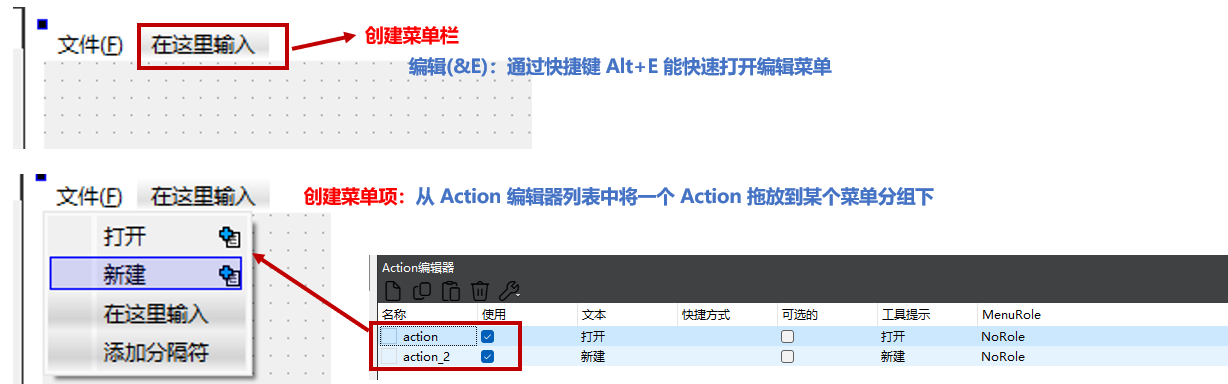 文件(F) 在这里输入 创建菜单栏
编辑(&E)：通过快捷键 Alt+E 能快速打开编辑菜单
文件(F) 在这里输入 创建菜单项：从 Action 编辑器列表中将一个 Action 拖放到某个菜单分组下
打开
新建
在这里输入
添加分隔符
Action编辑器
名称 使用 文本 快捷方式 可选的 工具提示 MenuRole
action 打开 打开 NoRole
action_2 新建 新建 NoRole